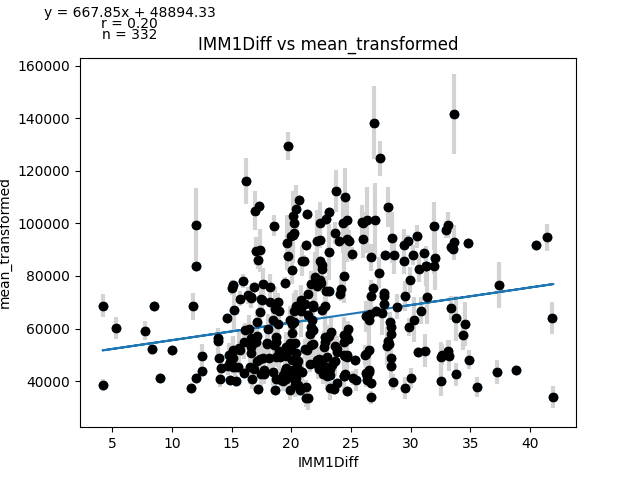 y = 667.85x + 48894.33
r = 0.20
n = 332
IMM1Diff vs mean_transformed
160000
140000
120000
100000
80000
60000
40000
mean_transformed
5 10 15 20 25 30 35 40
IMM1Diff